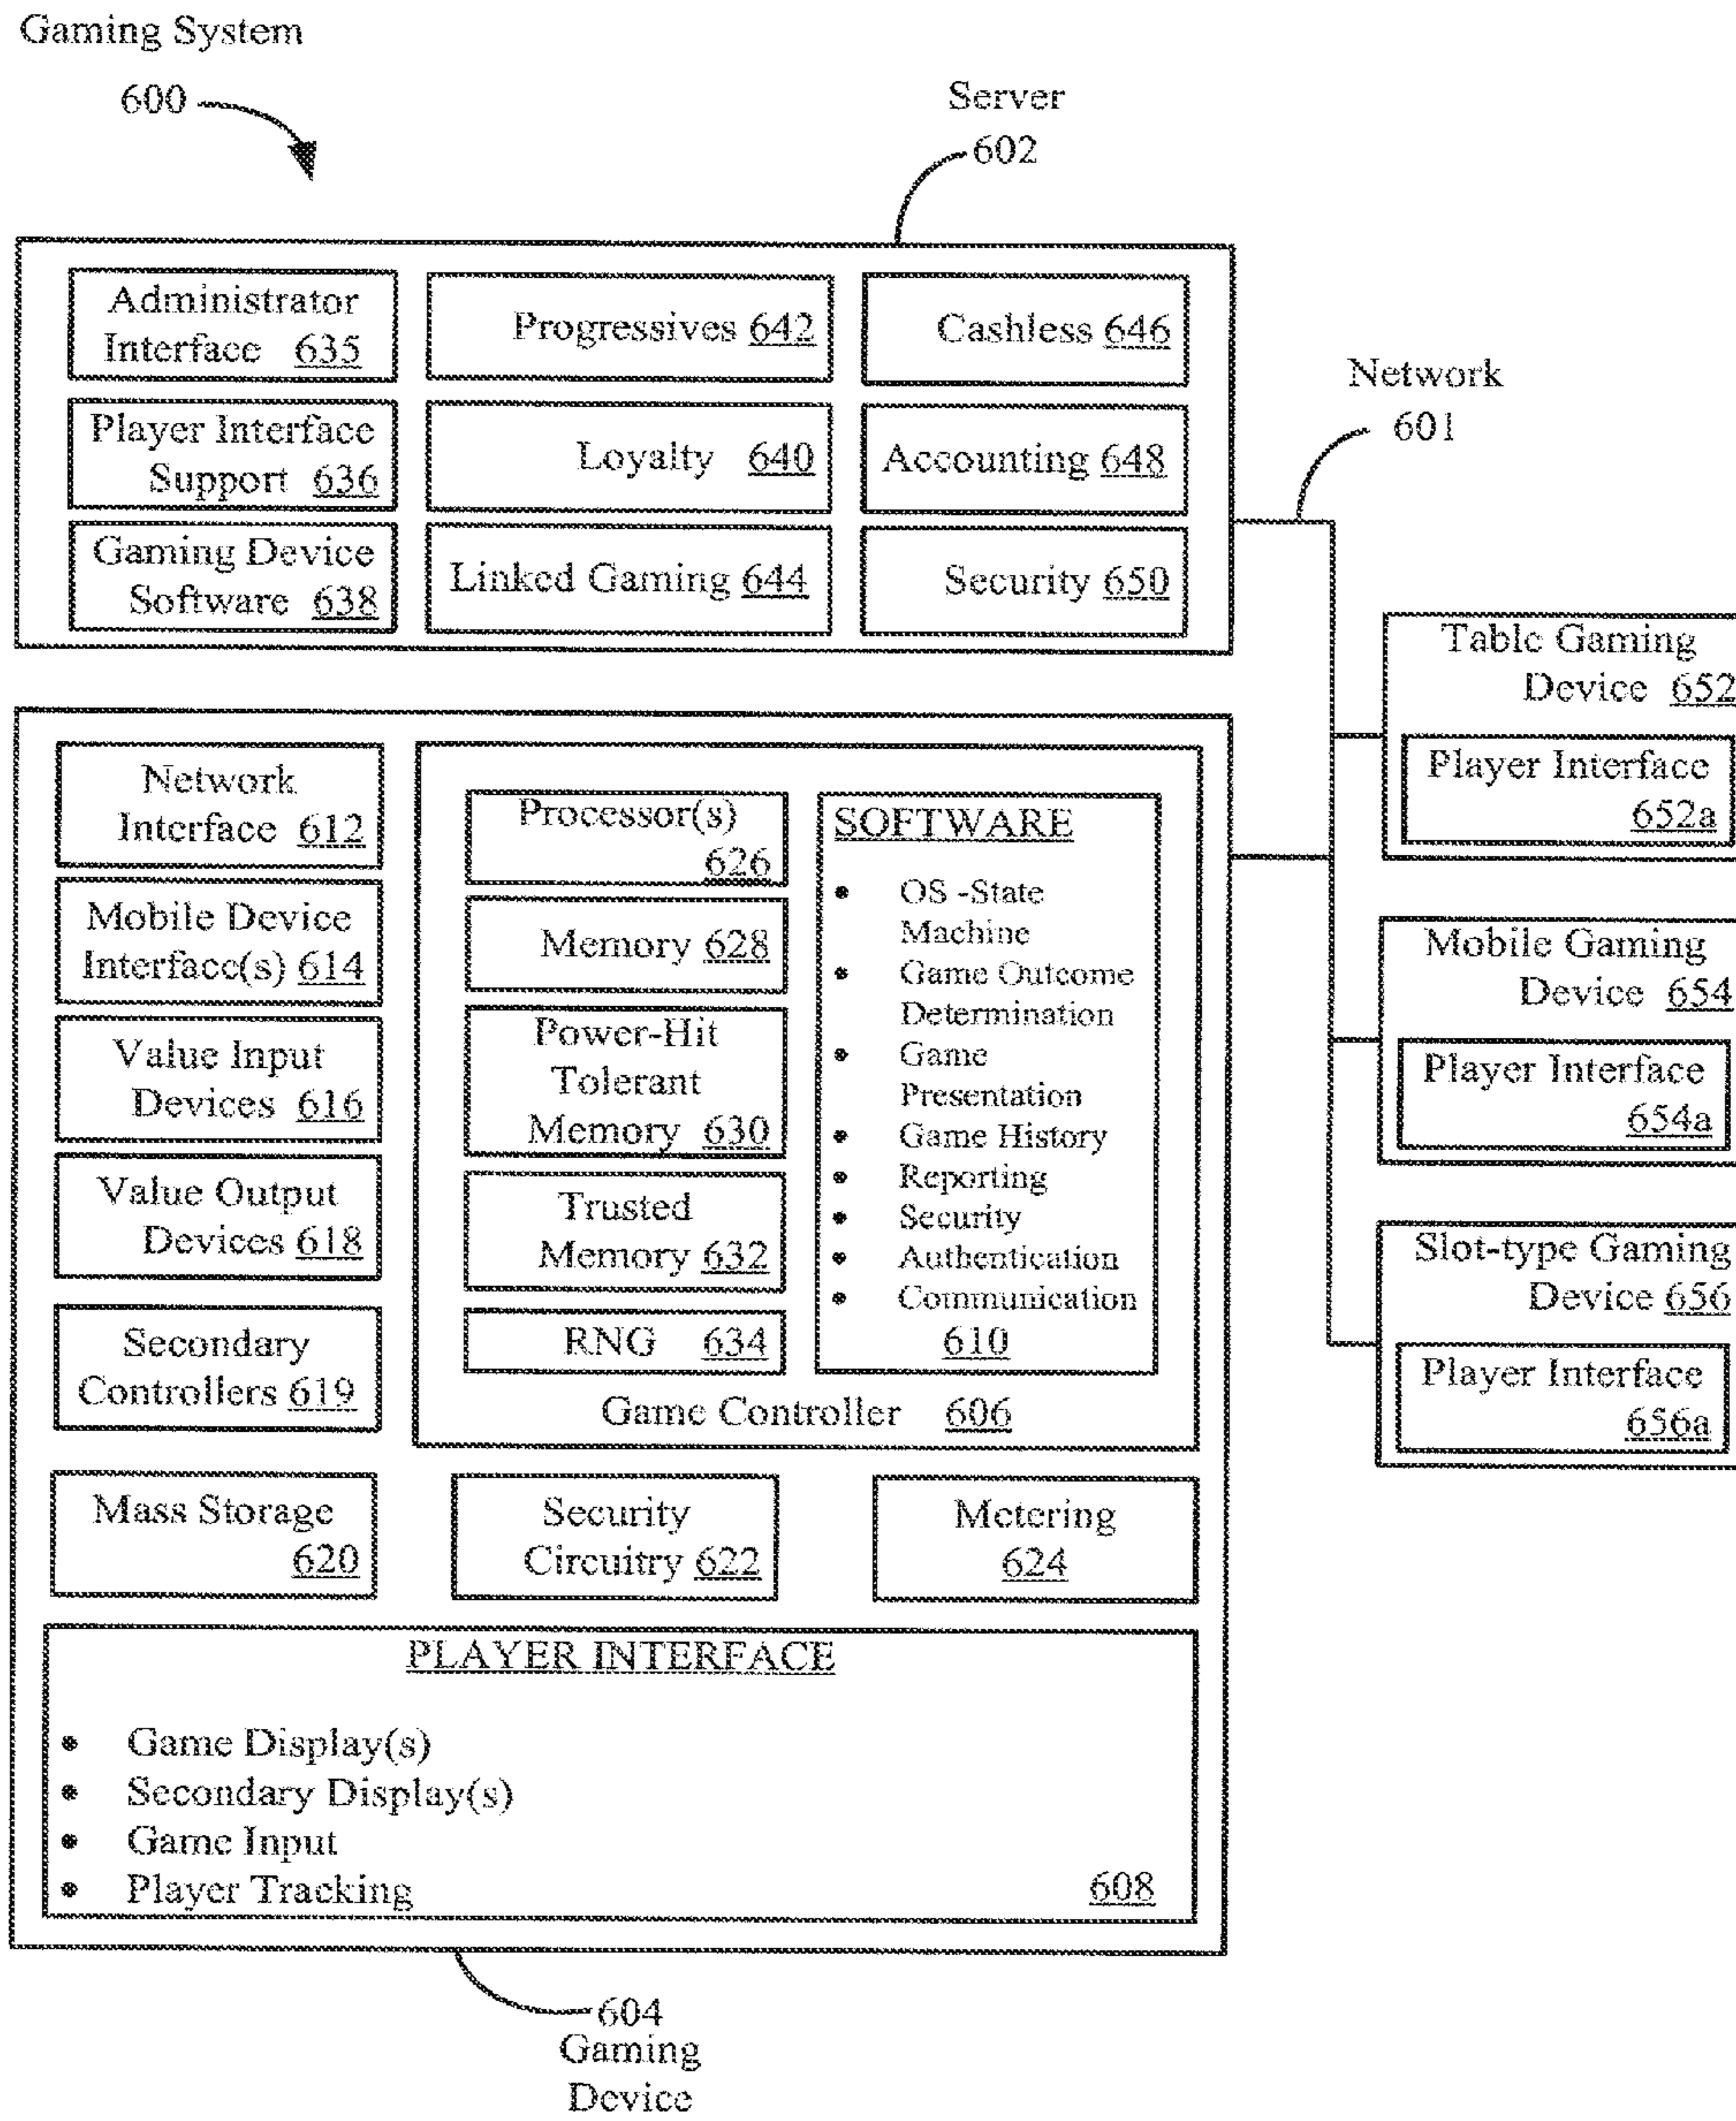 Gaming System
600
Server
602
Administrator
Interface 635
Progressives 642
Cashless 646
Player Interface
Support 636
Loyalty 640
Accounting 648
Gaming Device
Software 638
Linked Gaming 644
Security 650
Network
601
Table Gaming
Device 652
Player Interface
652a
Mobile Gaming
Device 654
Player Interface
654a
Slot-type Gaming
Device 656
Player Interface
656a
Network
Interface 612
Mobile Device
Interface(s) 614
Value Input
Devices 616
Value Output
Devices 618
Secondary
Controllers 619
Processor(s)
626
Memory 628
Power-Hit
Tolerant
Memory 630
Trusted
Memory 632
RNG 634
SOFTWARE
• OS -State
Machine
• Game Outcome
Determination
• Game
Presentation
• Game History
• Reporting
• Security
• Authentication
• Communication
610
Game Controller 606
Mass Storage
620
Security
Circuitry 622
Metering
624
PLAYER INTERFACE
• Game Display(s)
• Secondary Display(s)
• Game Input
• Player Tracking
608
604
Gaming
Device